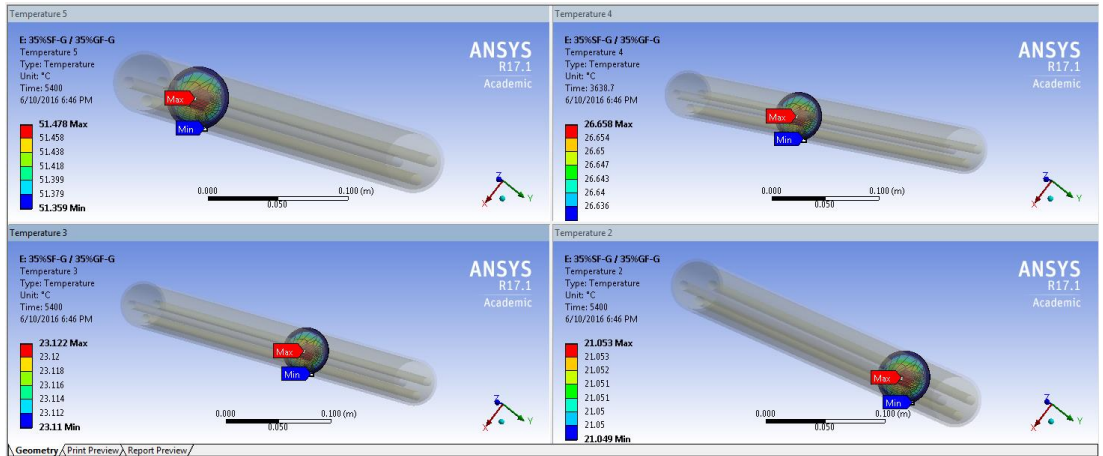 Temperature 5
E: 35%SF-G / 35%GF-G
Temperature 5
Type: Temperature
Unit: °C
Time: 5400
6/10/2016 6:46 PM
51.478 Max
51.458
51.438
51.418
51.399
51.379
51.359 Min
ANSYS
R17.1
Academic
Max
Min
0.000
0.100 (m)
0.050
Z
X
Y
Temperature 4
E: 35%SF-G / 35%GF-G
Temperature 4
Type: Temperature
Unit: °C
Time: 3638.7
6/10/2016 6:46 PM
26.658 Max
26.654
26.65
26.647
26.643
26.64
26.636
ANSYS
R17.1
Academic
Max
Min
0.000
0.100 (m)
0.050
Z
X
Y
Temperature 3
E: 35%SF-G / 35%GF-G
Temperature 3
Type: Temperature
Unit: °C
Time: 5400
6/10/2016 6:46 PM
23.122 Max
23.12
23.118
23.116
23.114
23.112
23.11 Min
ANSYS
R17.1
Academic
Max
Min
0.000
0.100 (m)
0.050
Z
X
Y
Temperature 2
E: 35%SF-G / 35%GF-G
Temperature 2
Type: Temperature
Unit: °C
Time: 5400
6/10/2016 6:46 PM
21.053 Max
21.053
21.052
21.051
21.051
21.05
21.05
21.049 Min
ANSYS
R17.1
Academic
Max
Min
0.000
0.100 (m)
0.050
Z
X
Y
Geometry / Print Preview / Report Preview